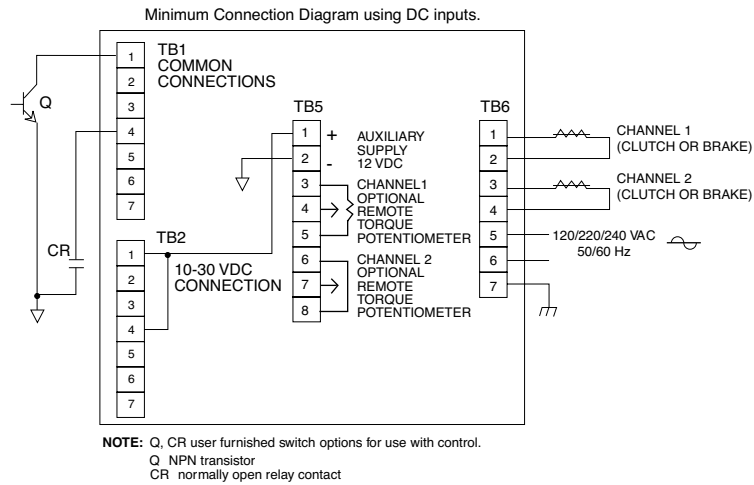 Minimum Connection Diagram using DC inputs.
TB1
COMMON
CONNECTIONS
1
2
3
4
5
6
7
Q
CR
TB2
10-30 VDC
CONNECTION
1
2
3
4
5
6
7
TB5
1 + AUXILIARY
SUPPLY
2 - 12 VDC
3 CHANNEL1
OPTIONAL
4 REMOTE
TORQUE
5 POTENTIOMETER
6 CHANNEL 2
OPTIONAL
7 REMOTE
TORQUE
8 POTENTIOMETER
TB6
1
2
3
4
5
6
7
CHANNEL 1
(CLUTCH OR BRAKE)
CHANNEL 2
(CLUTCH OR BRAKE)
120/220/240 VAC
50/60 Hz
NOTE: Q, CR user furnished switch options for use with control.
Q NPN transistor
CR normally open relay contact